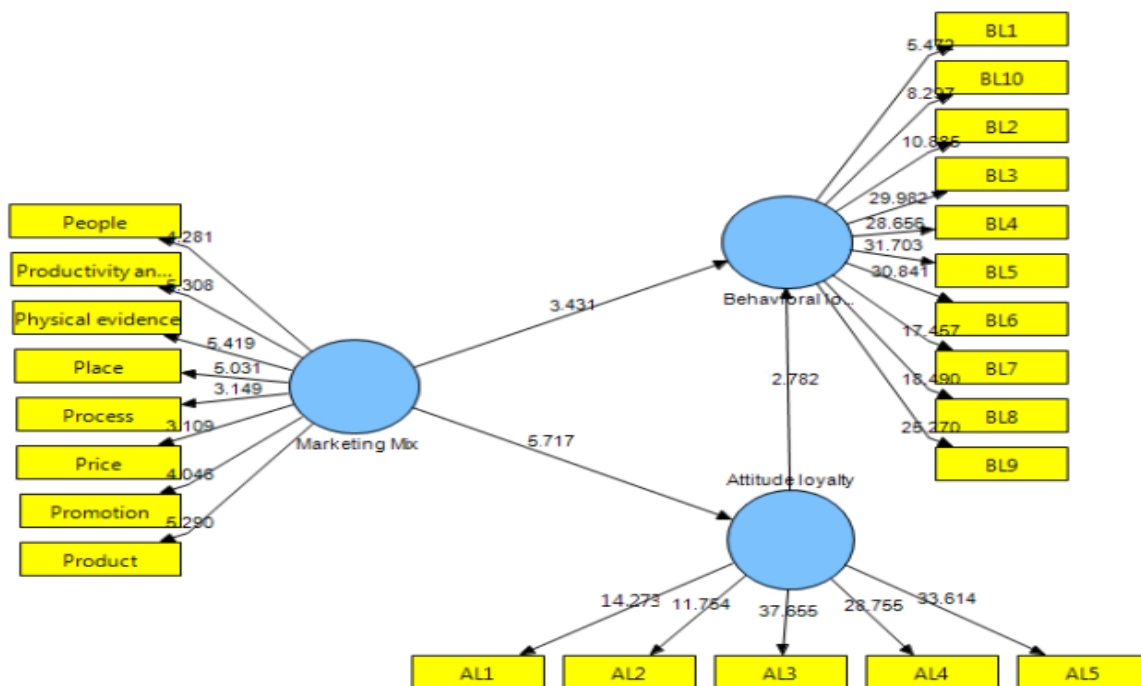 BL1
5.472
BL10
8.297
BL2
10.885
BL3
29.982
BL4
28.656
BL5
31.703
30.841
BL6
17.457
BL7
18.490
BL8
25.270
BL9
Behavioral lo...
People
4.281
Productivity an...
5.308
Physical evidence
5.419
Place
5.031
Process
3.149
Price
3.109
Promotion
4.046
Product
5.290
Marketing Mix
3.431
2.782
5.717
Attitude loyalty
14.273
11.754
37.655
28.755
33.614
AL1
AL2
AL3
AL4
AL5